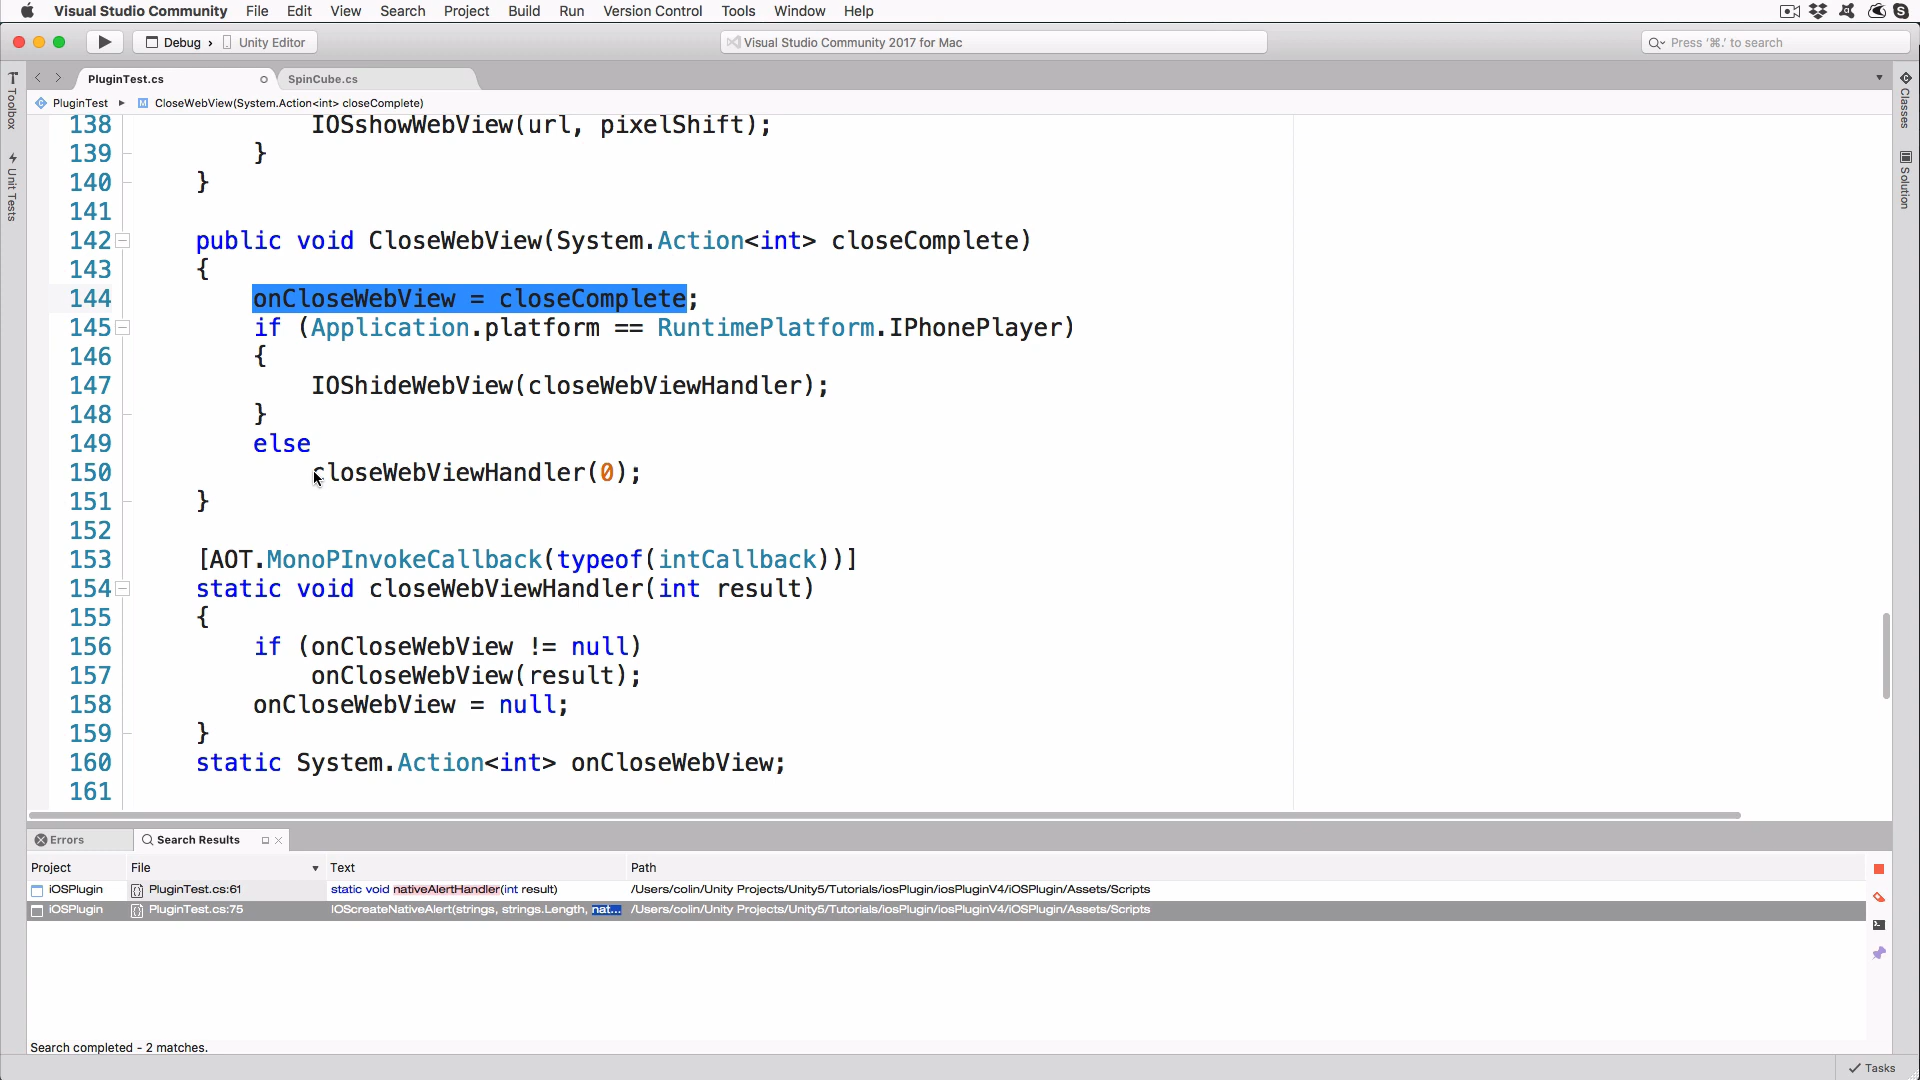 Visual Studio Community File Edit View Search Project Build Run Version Control Tools Window Help
Debug › Unity Editor
Visual Studio Community 2017 for Mac
Press '⌘.' to search
PluginTest.cs
SpinCube.cs
PluginTest ▸ M CloseWebView(System.Action<int> closeComplete)
Toolbox
Unit Tests
Classes
Solution
138 IOSshowWebView(url, pixelShift);
139 }
140 }
141
142 public void CloseWebView(System.Action<int> closeComplete)
143 {
144 onCloseWebView = closeComplete;
145 if (Application.platform == RuntimePlatform.IPhonePlayer)
146 {
147 IOShideWebView(closeWebViewHandler);
148 }
149 else
150 closeWebViewHandler(0);
151 }
152
153 [AOT.MonoPInvokeCallback(typeof(intCallback))]
154 static void closeWebViewHandler(int result)
155 {
156 if (onCloseWebView != null)
157 onCloseWebView(result);
158 onCloseWebView = null;
159 }
160 static System.Action<int> onCloseWebView;
161
Errors
Search Results
Project File Text Path
iOSPlugin PluginTest.cs:61 static void nativeAlertHandler(int result) /Users/colin/Unity Projects/Unity5/Tutorials/iosPlugin/iosPluginV4/iOSPlugin/Assets/Scripts
iOSPlugin PluginTest.cs:75 IOScreateNativeAlert(strings, strings.Length, nat... /Users/colin/Unity Projects/Unity5/Tutorials/iosPlugin/iosPluginV4/iOSPlugin/Assets/Scripts
Search completed - 2 matches.
Tasks